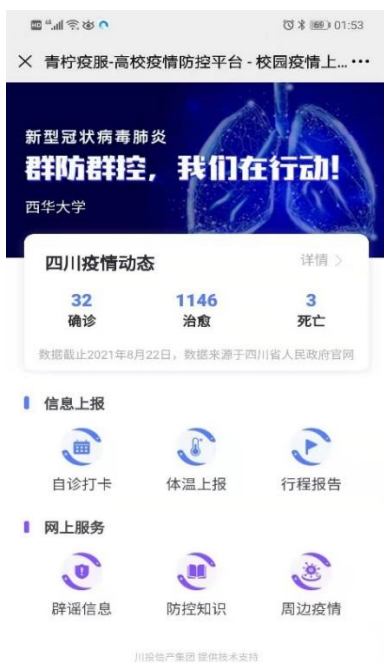 01:53
青柠疫服-高校疫情防控平台 - 校园疫情上...
新型冠状病毒肺炎
群防群控，我们在行动!
西华大学
四川疫情动态 详情 >
32 1146 3
确诊 治愈 死亡
数据截止2021年8月22日，数据来源于四川省人民政府官网
信息上报
自诊打卡 体温上报 行程报告
网上服务
辟谣信息 防控知识 周边疫情
川投信产集团 提供技术支持